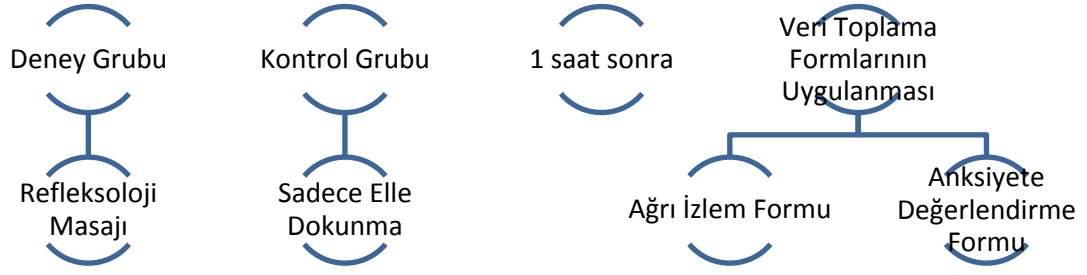 Deney Grubu
Kontrol Grubu
1 saat sonra
Veri Toplama
Formlarının
Uygulanması
Refleksoloji
Masajı
Sadece Elle
Dokunma
Ağrı İzlem Formu
Anksiyete
Değerlendirme
Formu